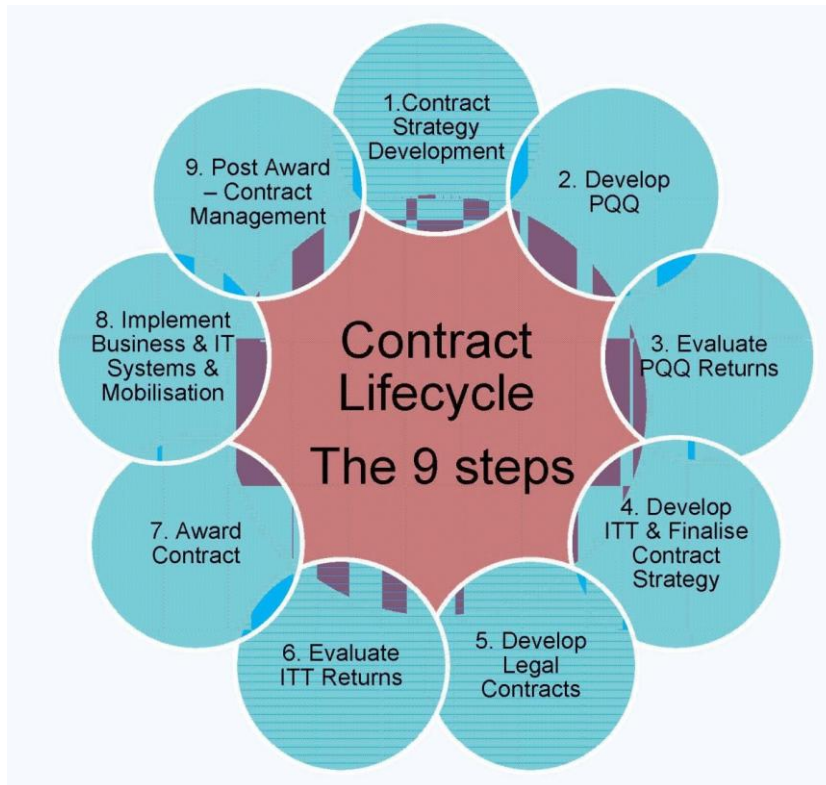 1.Contract
Strategy
Development
2. Develop
PQQ
3. Evaluate
PQQ Returns
4. Develop
ITT & Finalise
Contract
Strategy
5. Develop
Legal
Contracts
6. Evaluate
ITT Returns
7. Award
Contract
8. Implement
Business & IT
Systems &
Mobilisation
9. Post Award
– Contract
Management
Contract
Lifecycle
The 9 steps